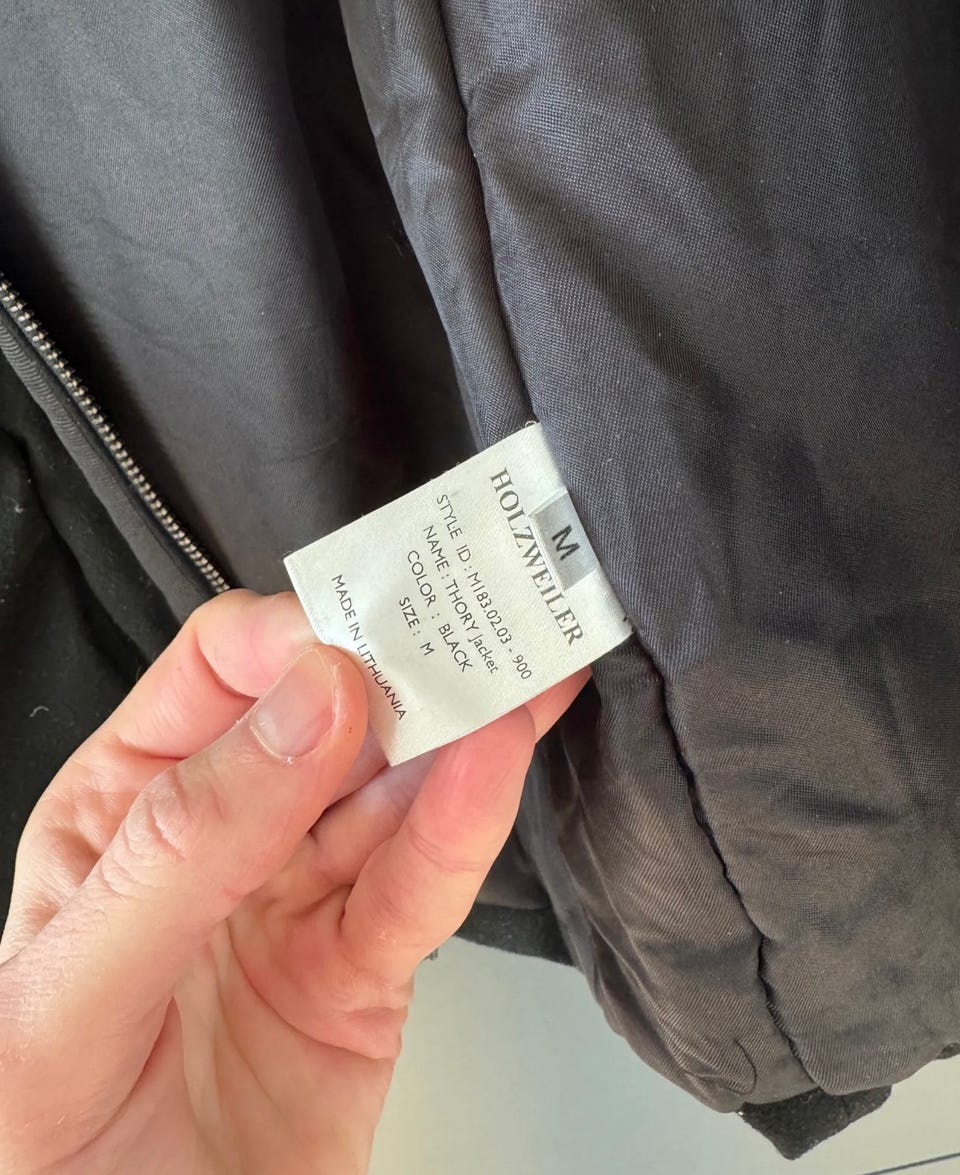 M
HOLZWEILER
STYLE ID : M183.02.03 - 900
NAME : THORY Jacket
COLOR : BLACK
SIZE : M
MADE IN LITHUANIA